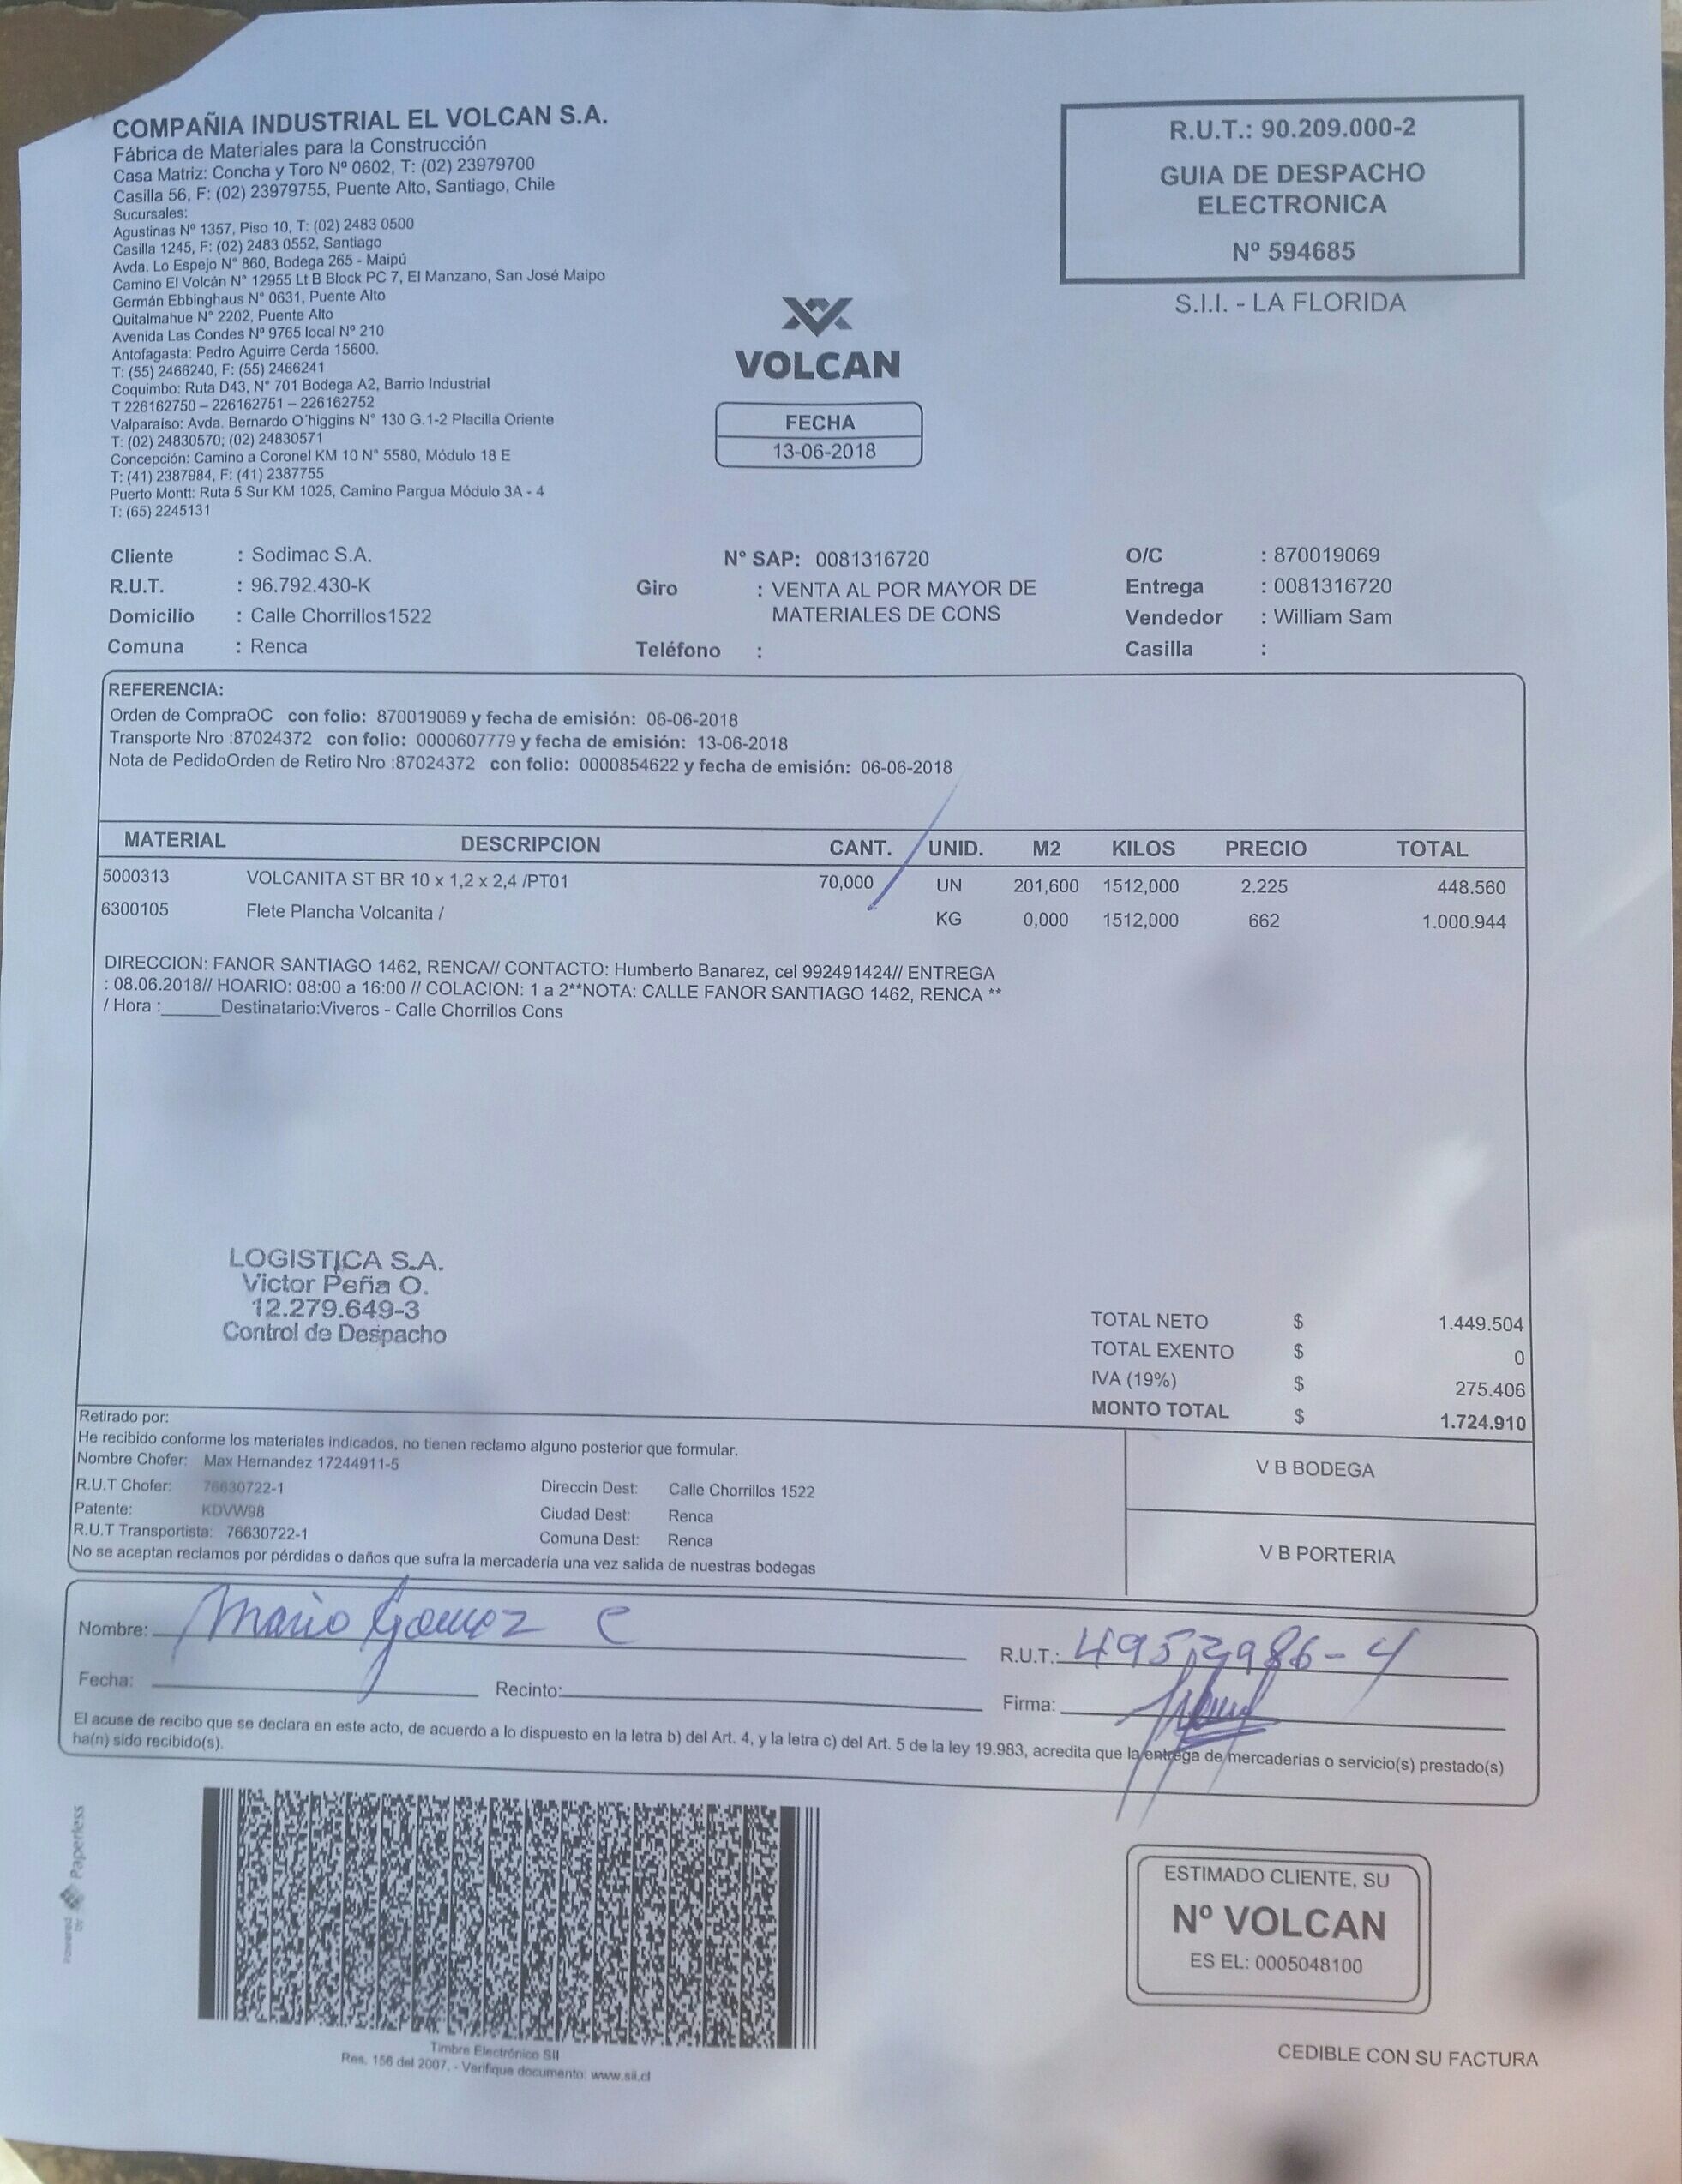 COMPAÑIA INDUSTRIAL EL VOLCAN S.A.
Fábrica de Materiales para la Construcción
Casa Matriz: Concha y Toro Nº 0602, T: (02) 23979700
Casilla 56, F: (02) 23979755, Puente Alto, Santiago, Chile
Sucursales:
Agustinas Nº 1357, Piso 10, T: (02) 2483 0500
Casilla 1245, F: (02) 2483 0552, Santiago
Avda. Lo Espejo N° 860, Bodega 265 - Maipú
Camino El Volcán N° 12955 Lt B Block PC 7, El Manzano, San José Maipo
Germán Ebbinghaus N° 0631, Puente Alto
Quitalmahue N° 2202, Puente Alto
Avenida Las Condes Nº 9765 local Nº 210
Antofagasta: Pedro Aguirre Cerda 15600.
T: (55) 2466240, F: (55) 2466241
Coquimbo: Ruta D43, N° 701 Bodega A2, Barrio Industrial
T 226162750 – 226162751 – 226162752
Valparaíso: Avda. Bernardo O'higgins N° 130 G.1-2 Placilla Oriente
T: (02) 24830570; (02) 24830571
Concepción: Camino a Coronel KM 10 N° 5580, Módulo 18 E
T: (41) 2387984, F: (41) 2387755
Puerto Montt: Ruta 5 Sur KM 1025, Camino Pargua Módulo 3A - 4
T: (65) 2245131
VOLCAN
FECHA
13-06-2018
R.U.T.: 90.209.000-2
GUIA DE DESPACHO
ELECTRONICA
Nº 594685
S.I.I. - LA FLORIDA
Cliente : Sodimac S.A. N° SAP: 0081316720 O/C : 870019069
R.U.T. : 96.792.430-K Giro : VENTA AL POR MAYOR DE Entrega : 0081316720
Domicilio : Calle Chorrillos1522 MATERIALES DE CONS Vendedor : William Sam
Comuna : Renca Teléfono : Casilla :
REFERENCIA:
Orden de CompraOC con folio: 870019069 y fecha de emisión: 06-06-2018
Transporte Nro :87024372 con folio: 0000607779 y fecha de emisión: 13-06-2018
Nota de PedidoOrden de Retiro Nro :87024372 con folio: 0000854622 y fecha de emisión: 06-06-2018
MATERIAL DESCRIPCION CANT. UNID. M2 KILOS PRECIO TOTAL
5000313 VOLCANITA ST BR 10 x 1,2 x 2,4 /PT01 70,000 UN 201,600 1512,000 2.225 448.560
6300105 Flete Plancha Volcanita / KG 0,000 1512,000 662 1.000.944
DIRECCION: FANOR SANTIAGO 1462, RENCA// CONTACTO: Humberto Banarez, cel 992491424// ENTREGA
: 08.06.2018// HOARIO: 08:00 a 16:00 // COLACION: 1 a 2**NOTA: CALLE FANOR SANTIAGO 1462, RENCA **
/ Hora :______Destinatario:Viveros - Calle Chorrillos Cons
LOGISTICA S.A.
Victor Peña O.
12.279.649-3
Control de Despacho
TOTAL NETO $ 1.449.504
TOTAL EXENTO $ 0
IVA (19%) $ 275.406
MONTO TOTAL $ 1.724.910
Retirado por:
He recibido conforme los materiales indicados, no tienen reclamo alguno posterior que formular.
Nombre Chofer: Max Hernandez 17244911-5
R.U.T Chofer: 76630722-1 Direccin Dest: Calle Chorrillos 1522
Patente: KDVW98 Ciudad Dest: Renca
R.U.T Transportista: 76630722-1 Comuna Dest: Renca
No se aceptan reclamos por pérdidas o daños que sufra la mercadería una vez salida de nuestras bodegas
V B BODEGA
V B PORTERIA
Nombre: Mario Gomez C R.U.T.: 4952986-4
Fecha: Recinto: Firma:
El acuse de recibo que se declara en este acto, de acuerdo a lo dispuesto en la letra b) del Art. 4, y la letra c) del Art. 5 de la ley 19.983, acredita que la entrega de mercaderías o servicio(s) prestado(s)
ha(n) sido recibido(s).
Powered by Paperless
Timbre Electrónico SII
Res. 156 del 2007. - Verifique documento: www.sii.cl
ESTIMADO CLIENTE, SU
Nº VOLCAN
ES EL: 0005048100
CEDIBLE CON SU FACTURA